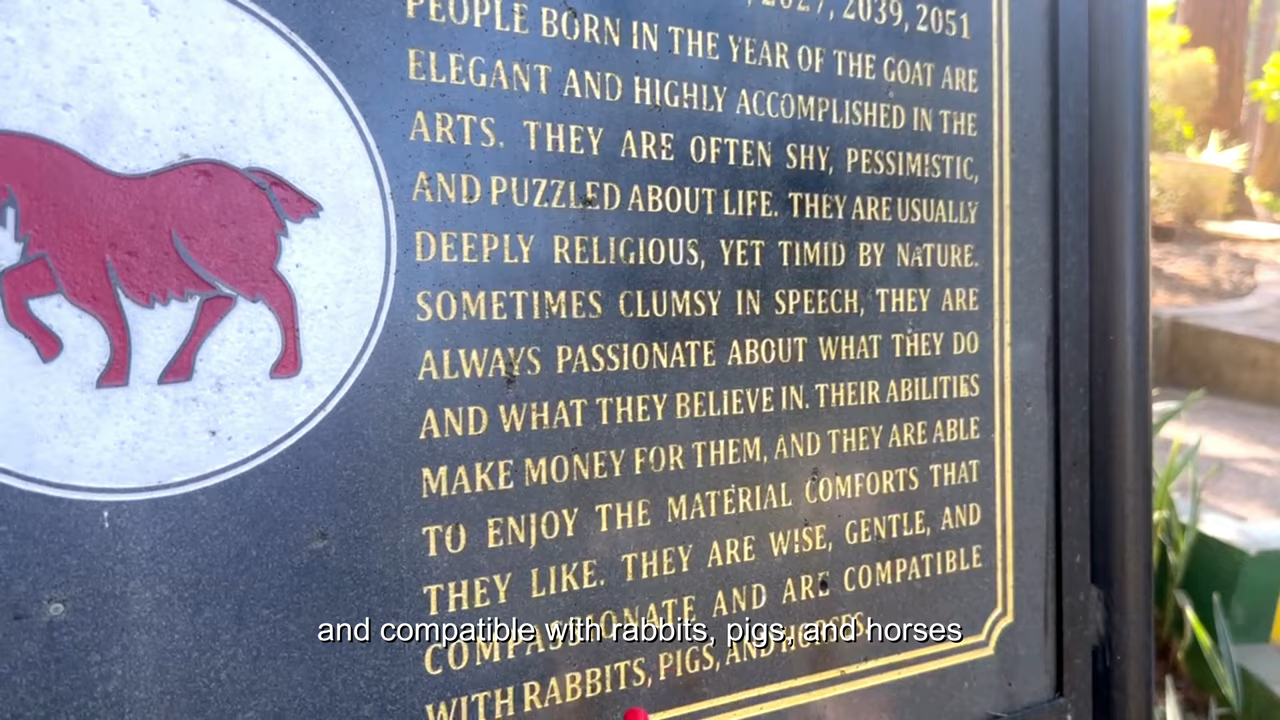 2027, 2039, 2051
PEOPLE BORN IN THE YEAR OF THE GOAT ARE
ELEGANT AND HIGHLY ACCOMPLISHED IN THE
ARTS. THEY ARE OFTEN SHY, PESSIMISTIC,
AND PUZZLED ABOUT LIFE. THEY ARE USUALLY
DEEPLY RELIGIOUS, YET TIMID BY NATURE.
SOMETIMES CLUMSY IN SPEECH, THEY ARE
ALWAYS PASSIONATE ABOUT WHAT THEY DO
AND WHAT THEY BELIEVE IN. THEIR ABILITIES
MAKE MONEY FOR THEM, AND THEY ARE ABLE
TO ENJOY THE MATERIAL COMFORTS THAT
THEY LIKE. THEY ARE WISE, GENTLE, AND
COMPASSIONATE AND ARE COMPATIBLE
WITH RABBITS, PIGS, AND HORSES.
and compatible with rabbits, pigs, and horses